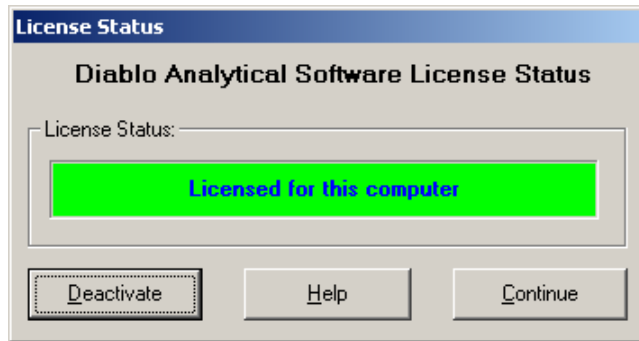 License Status
Diablo Analytical Software License Status
License Status:
Licensed for this computer
Deactivate Help Continue